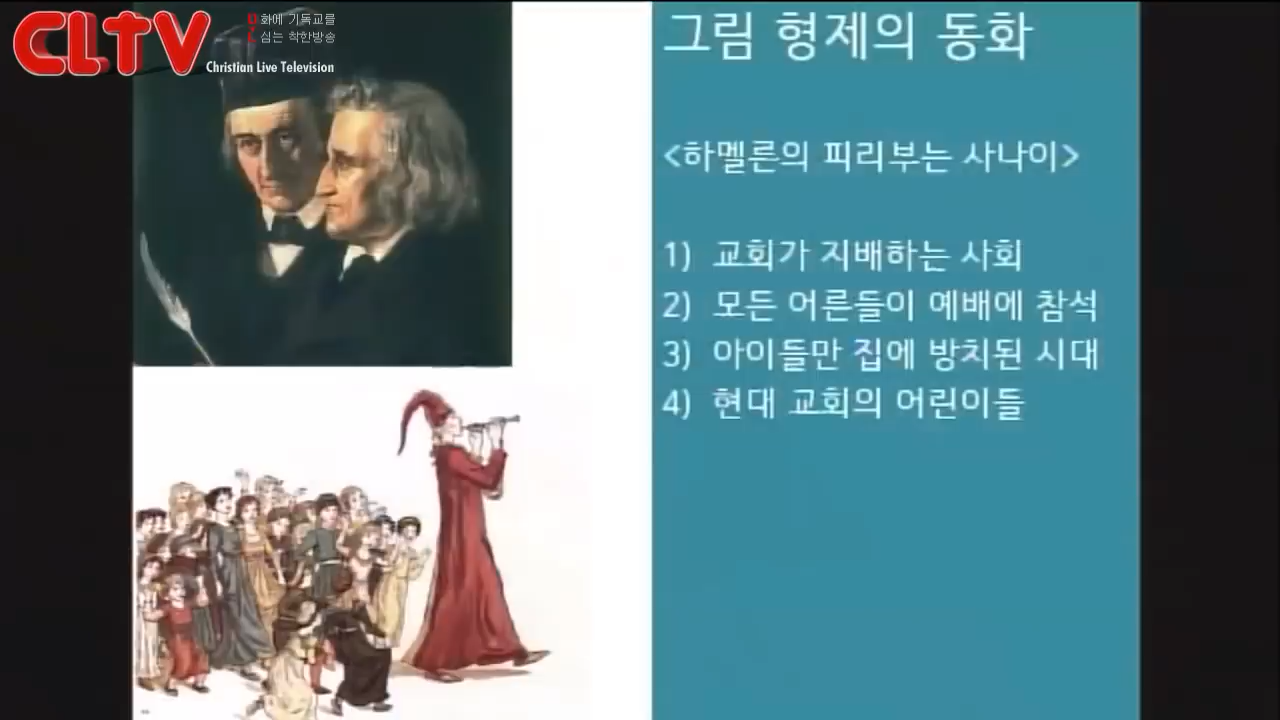 CLTV
화에 기독교를
심는 착한방송
Christian Live Television
그림 형제의 동화
<하멜른의 피리부는 사나이>
1) 교회가 지배하는 사회
2) 모든 어른들이 예배에 참석
3) 아이들만 집에 방치된 시대
4) 현대 교회의 어린이들